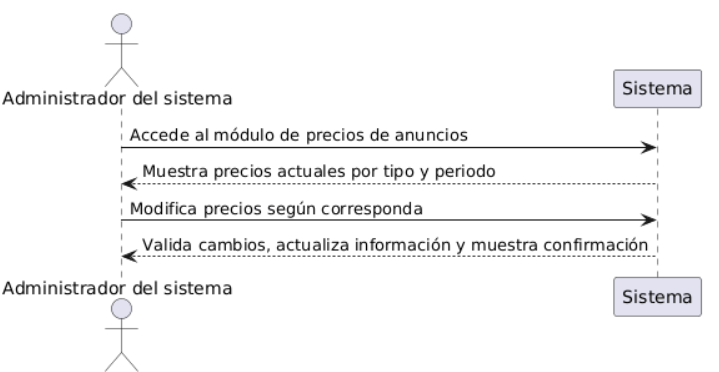 Administrador del sistema
Sistema
Accede al módulo de precios de anuncios
Muestra precios actuales por tipo y periodo
Modifica precios según corresponda
Valida cambios, actualiza información y muestra confirmación
Administrador del sistema
Sistema